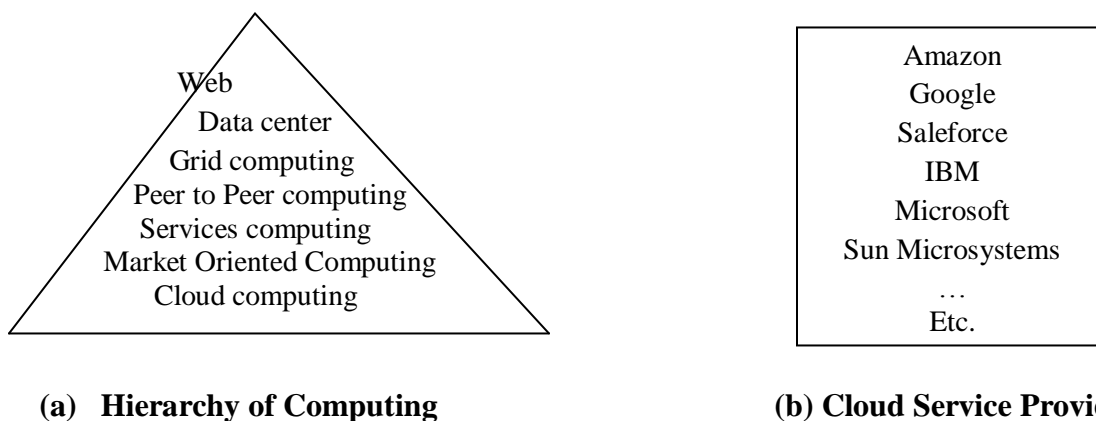 Web
Data center
Grid computing
Peer to Peer computing
Services computing
Market Oriented Computing
Cloud computing
(a) Hierarchy of Computing
Amazon
Google
Saleforce
IBM
Microsoft
Sun Microsystems
…
Etc.
(b) Cloud Service